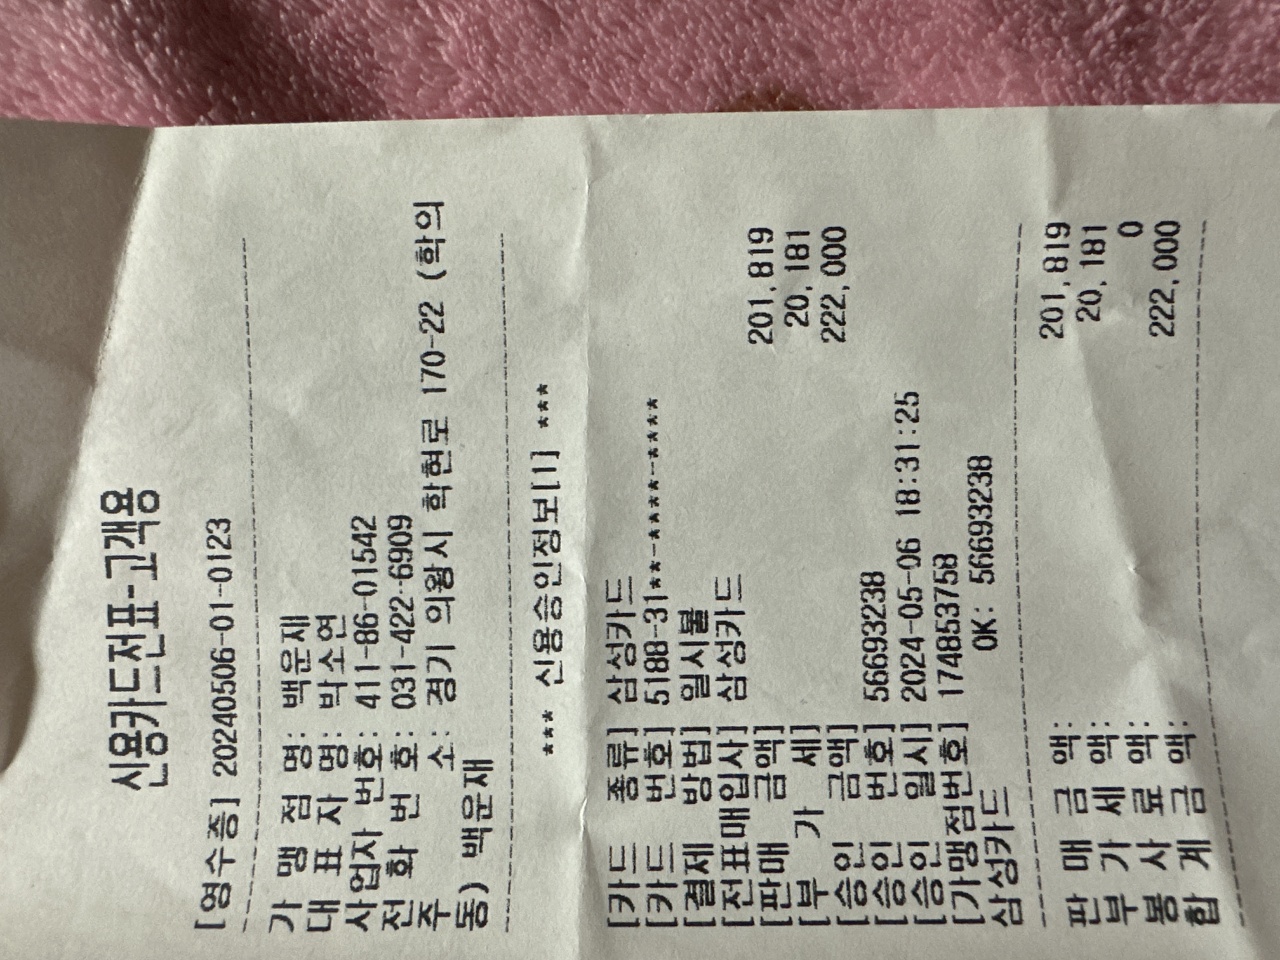 신용카드전표-고객용
[영수증] 20240506-01-0123
가 맹 점 명: 백운재
대 표 자 명: 박소연
사업자 번호: 411-86-01542
전 화 번 호: 031-422-6909
주 소: 경기 의왕시 학현로 170-22 (학의
동) 백운재
*** 신용승인정보[1] ***
[카드 종류] 삼성카드
[카드 번호] 5188-31**-****-****
[결제 방법] 일시불
[전표매입사] 삼성카드
[판매 금액] 201,819
[부 가 세] 20,181
[승인 금액] 222,000
[승인 번호] 56693238
[승인 일시] 2024-05-06 18:31:25
[가맹점번호] 174853758
삼성카드 OK: 56693238
판 매 금 액: 201,819
부 가 세 액: 20,181
봉 사 료 액: 0
합 계 금 액: 222,000